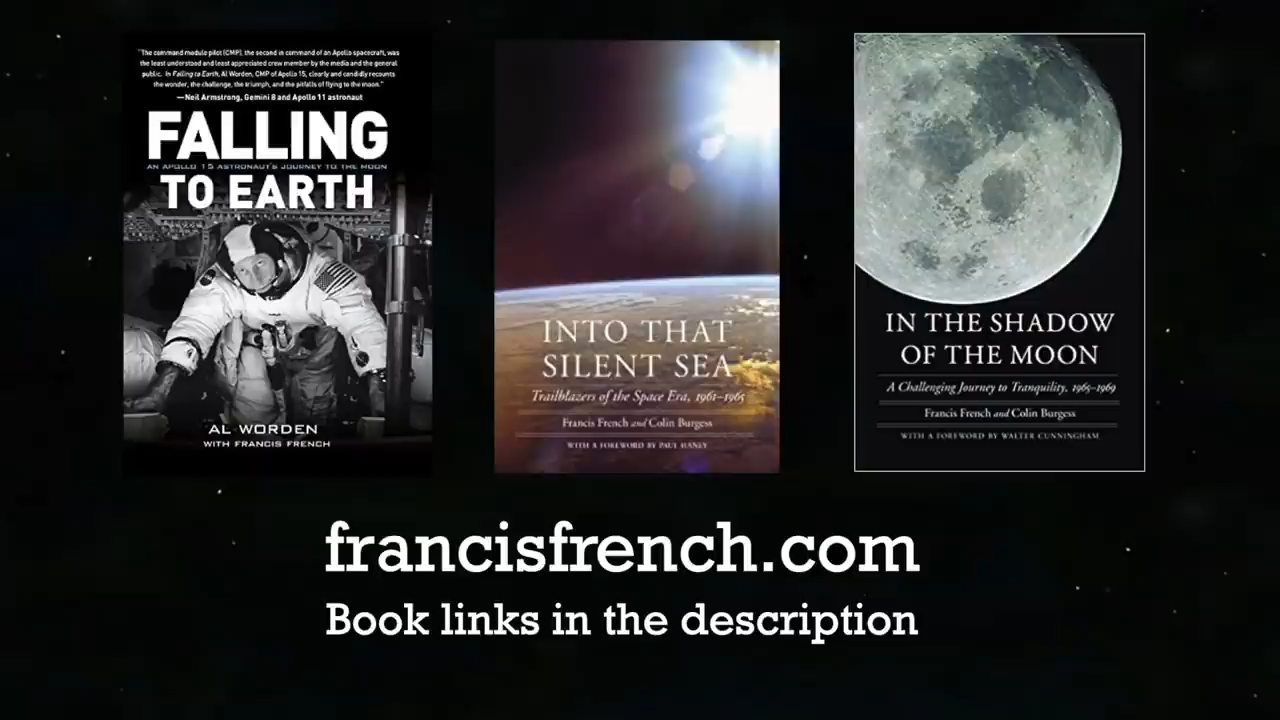 "The command module pilot (CMP), the second in command of an Apollo spacecraft, was
the least understood and least appreciated crew member by the media and the general
public. In Falling to Earth, Al Worden, CMP of Apollo 15, clearly and candidly recounts
the wonder, the challenge, the triumph, and the pitfalls of flying to the moon."
—Neil Armstrong, Gemini 8 and Apollo 11 astronaut
FALLING
AN APOLLO 15 ASTRONAUT'S JOURNEY TO THE MOON
TO EARTH
AL WORDEN
WITH FRANCIS FRENCH
INTO THAT
SILENT SEA
Trailblazers of the Space Era, 1961–1965
Francis French and Colin Burgess
WITH A FOREWORD BY PAUL HANEY
IN THE SHADOW
OF THE MOON
A Challenging Journey to Tranquility, 1965–1969
Francis French and Colin Burgess
WITH A FOREWORD BY WALTER CUNNINGHAM
francisfrench.com
Book links in the description